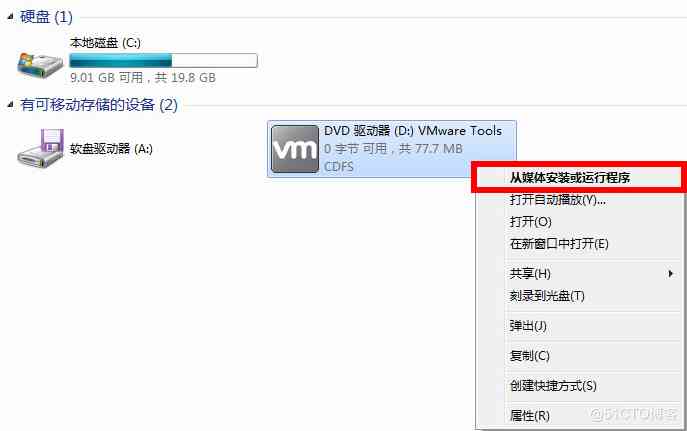 硬盘 (1)
本地磁盘 (C:)
9.01 GB 可用，共 19.8 GB
有可移动存储的设备 (2)
软盘驱动器 (A:)
vm
DVD 驱动器 (D:) VMware Tools
0 字节 可用，共 77.7 MB
CDFS
从媒体安装或运行程序
打开自动播放(Y)...
打开(O)
在新窗口中打开(E)
共享(H)
刻录到光盘(T)
弹出(J)
复制(C)
创建快捷方式(S)
属性(R)
@51CTO博客